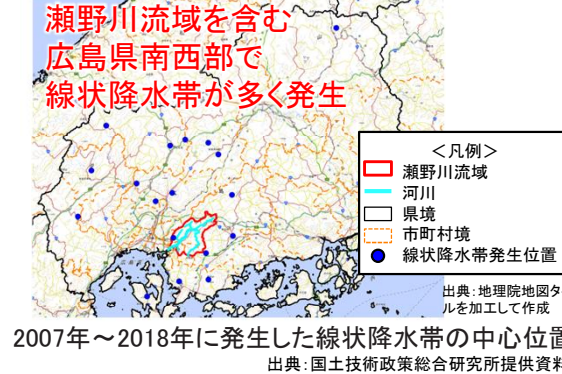 瀬野川流域を含む
広島県南西部で
線状降水帯が多く発生
＜凡例＞
瀬野川流域
河川
県境
市町村境
線状降水帯発生位置
出典：地理院地図タイ
ルを加工して作成
2007年～2018年に発生した線状降水帯の中心位置
出典：国土技術政策総合研究所提供資料